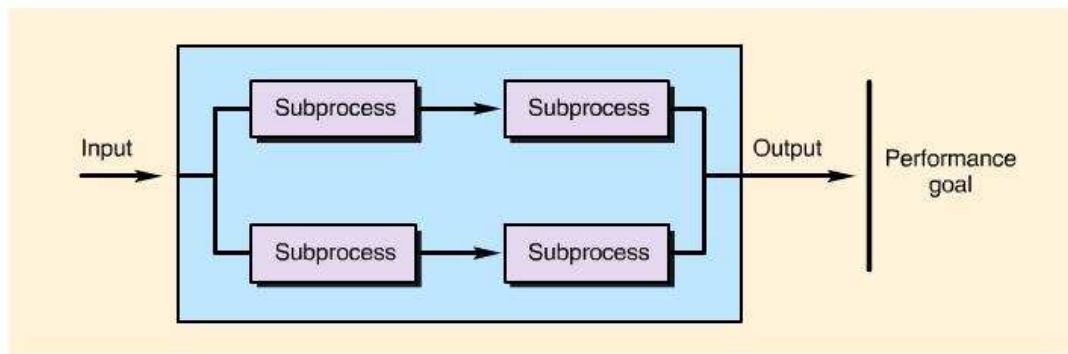 Input
Subprocess
Subprocess
Subprocess
Subprocess
Output
Performance
goal